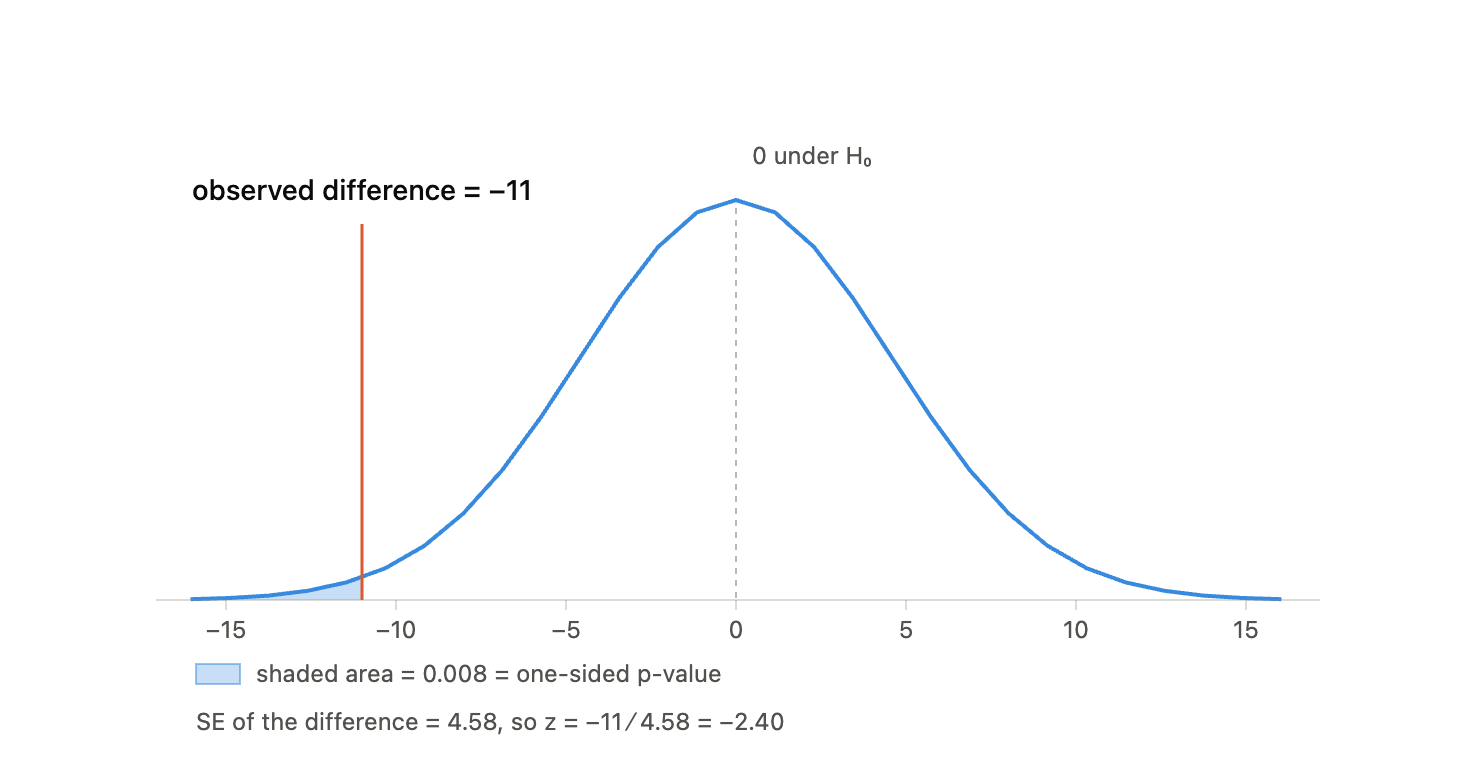 0 under H₀
observed difference = −11
−15 −10 −5 0 5 10 15
shaded area = 0.008 = one-sided p-value
SE of the difference = 4.58, so z = −11/4.58 = −2.40